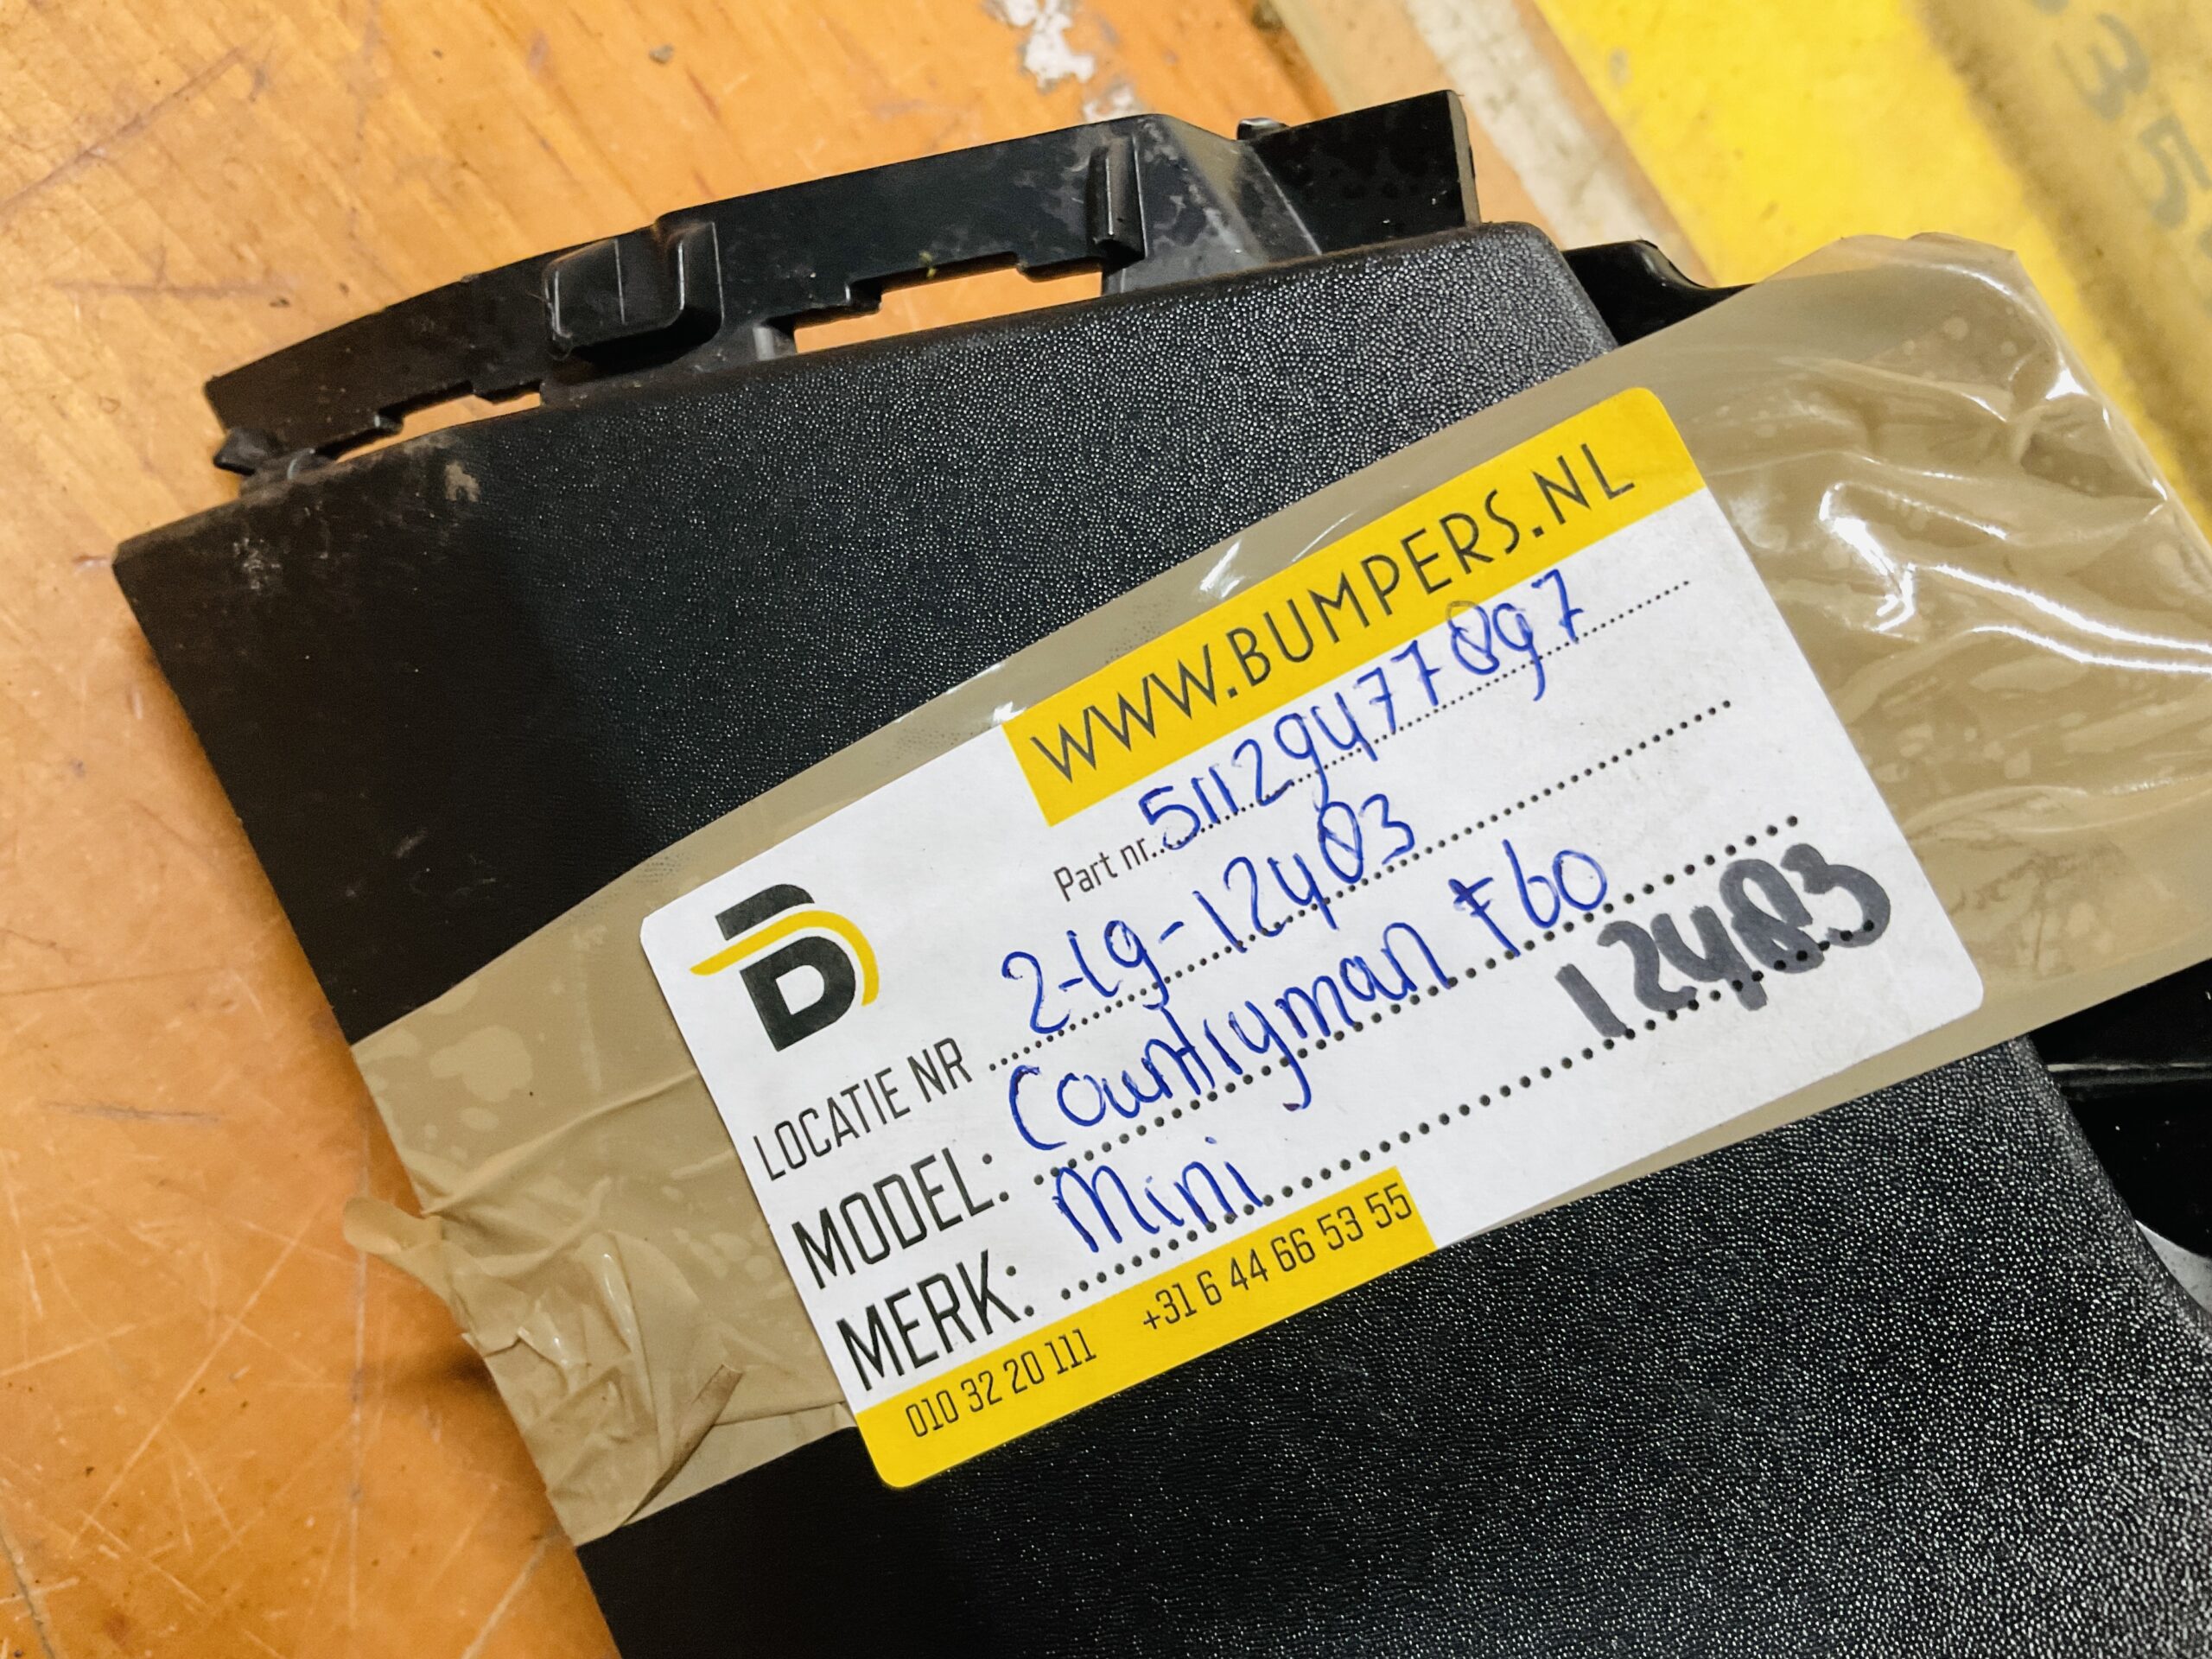 WWW.BUMPERS.NL
Part nr. 51129477897
LOCATIE NR 2-19-12403
MODEL: Countryman F60
12403
MERK: Mini
010 32 20 111 +31 6 44 66 53 55